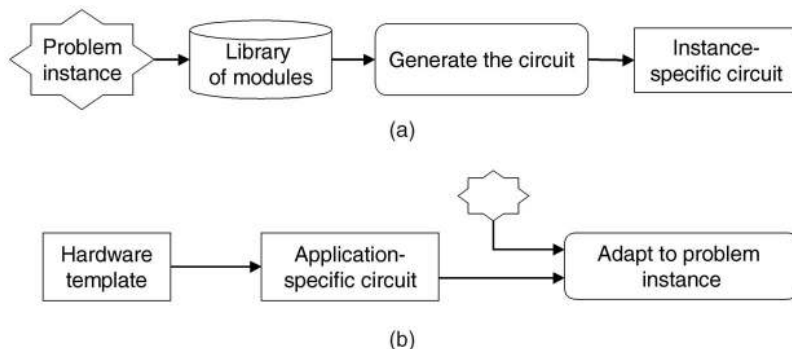 Problem
instance
Library
of modules
Generate the circuit
Instance-
specific circuit
(a)
Hardware
template
Application-
specific circuit
Adapt to problem
instance
(b)